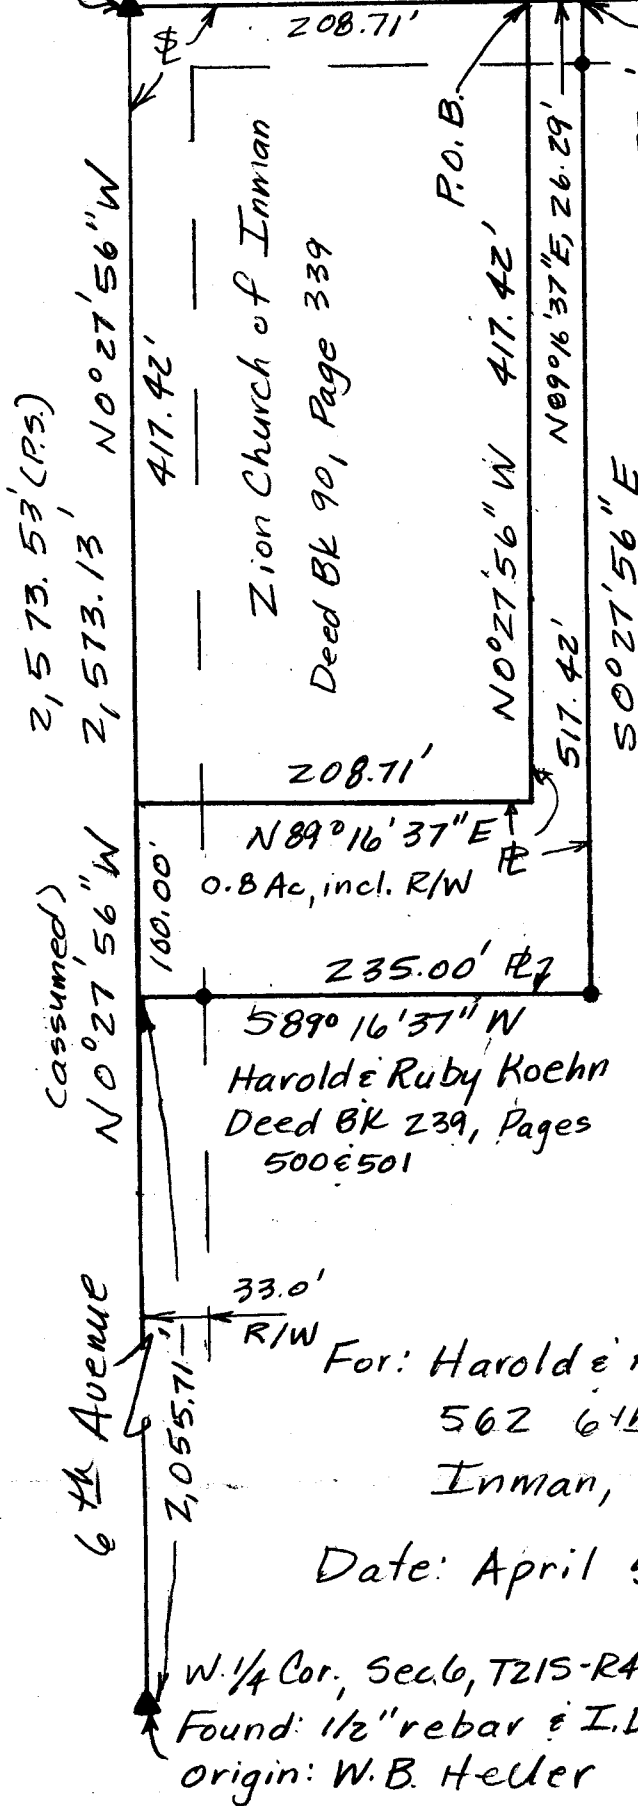 ℄
208.71'
P.O.B.
N0°27'56"W
417.42'
Zion Church of Inman
Deed BK 90, Page 339
N0°27'56"W 417.42'
N89°16'37"E, 26.29'
2,573.53' (P.S.)
2,573.13'
517.42'
S0°27'56"E
208.71'
N89°16'37"E
0.8 Ac, incl. R/W
℄
(assumed)
N0°27'56"W
100.00'
235.00' ℄
S89°16'37"W
Harold & Ruby Koehn
Deed BK 239, Pages
500 & 501
33.0'
R/W
6th Avenue
2,055.71'
For: Harold &
562 6th
Inman,
Date: April
W. 1/4 Cor., Sec. 6, T21S-R4
Found: 1/2" rebar & I.D
origin: W.B. Heller